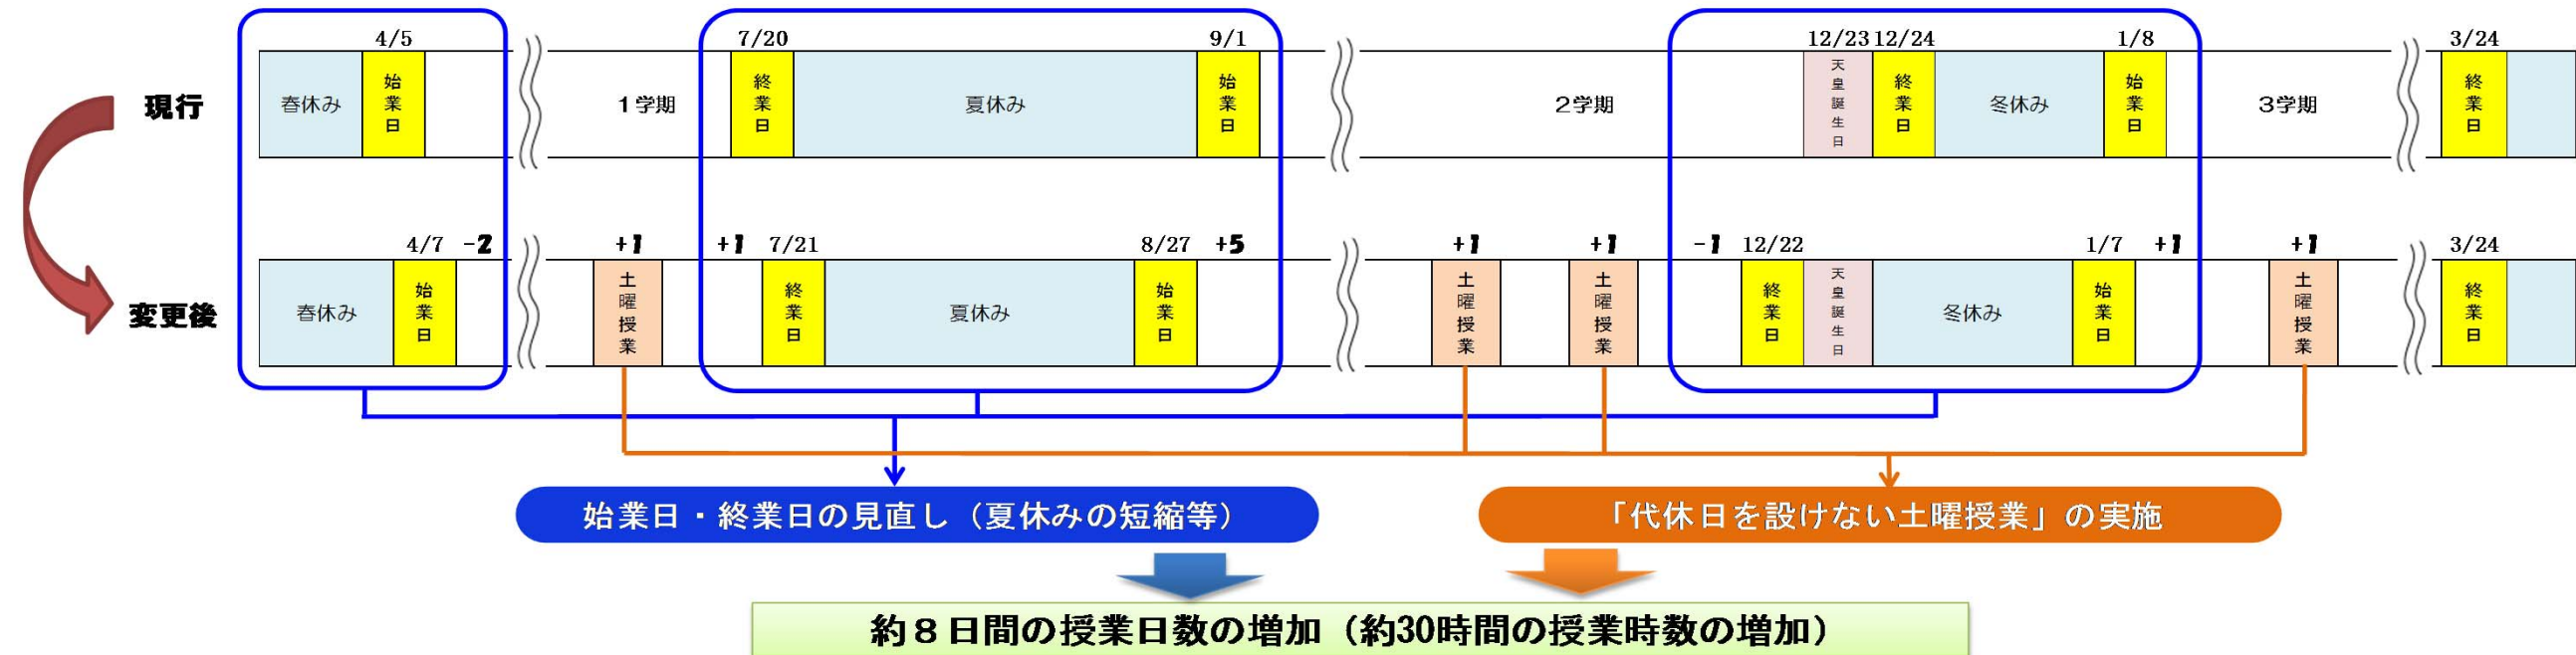 4/5
7/20
9/1
12/23
12/24
1/8
3/24
現行
春休み
始業日
1学期
終業日
夏休み
始業日
2学期
天皇誕生日
終業日
冬休み
始業日
3学期
終業日
4/7
-2
+1
+1
7/21
8/27
+5
+1
+1
-1
12/22
1/7
+1
+1
3/24
変更後
春休み
始業日
土曜授業
終業日
夏休み
始業日
土曜授業
土曜授業
終業日
天皇誕生日
冬休み
始業日
土曜授業
終業日
始業日・終業日の見直し（夏休みの短縮等）
「代休日を設けない土曜授業」の実施
約８日間の授業日数の増加（約30時間の授業時数の増加）